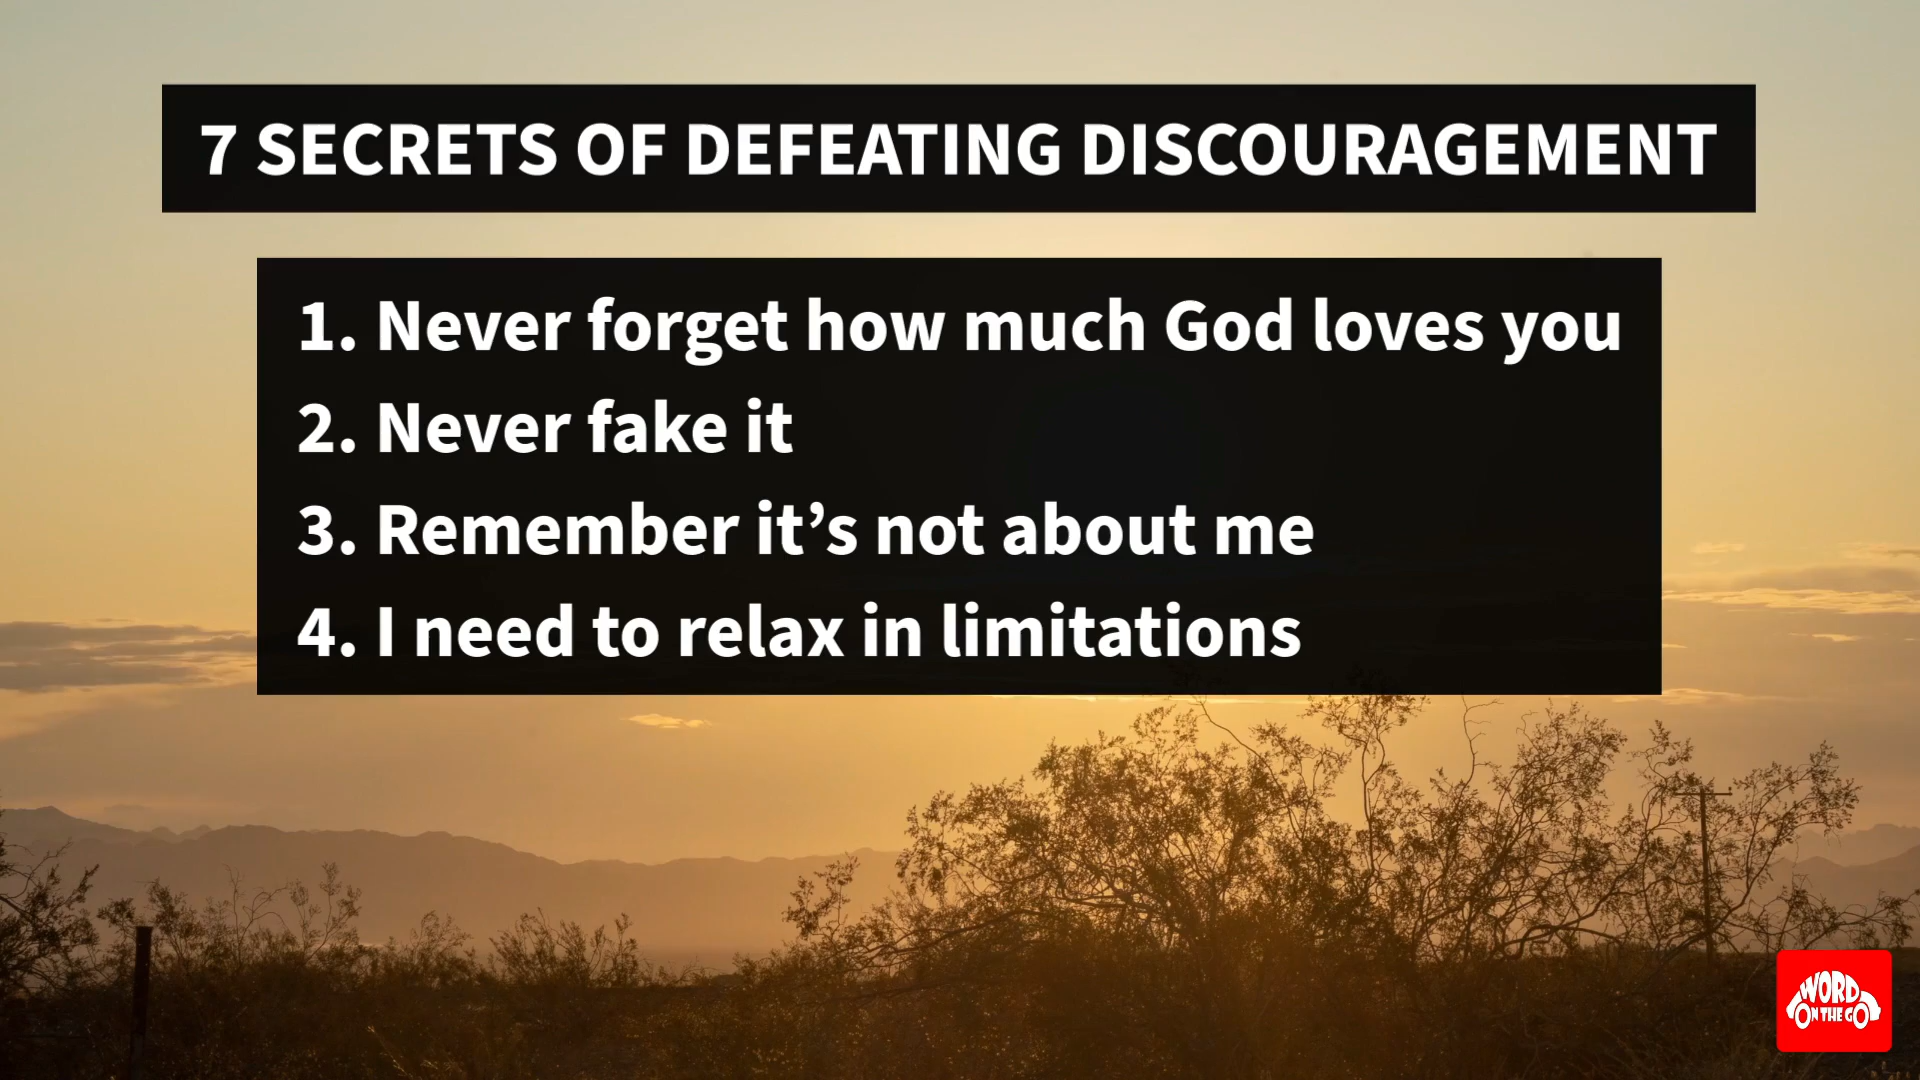 7 SECRETS OF DEFEATING DISCOURAGEMENT
1. Never forget how much God loves you
2. Never fake it
3. Remember it’s not about me
4. I need to relax in limitations
WORD
ON THE GO